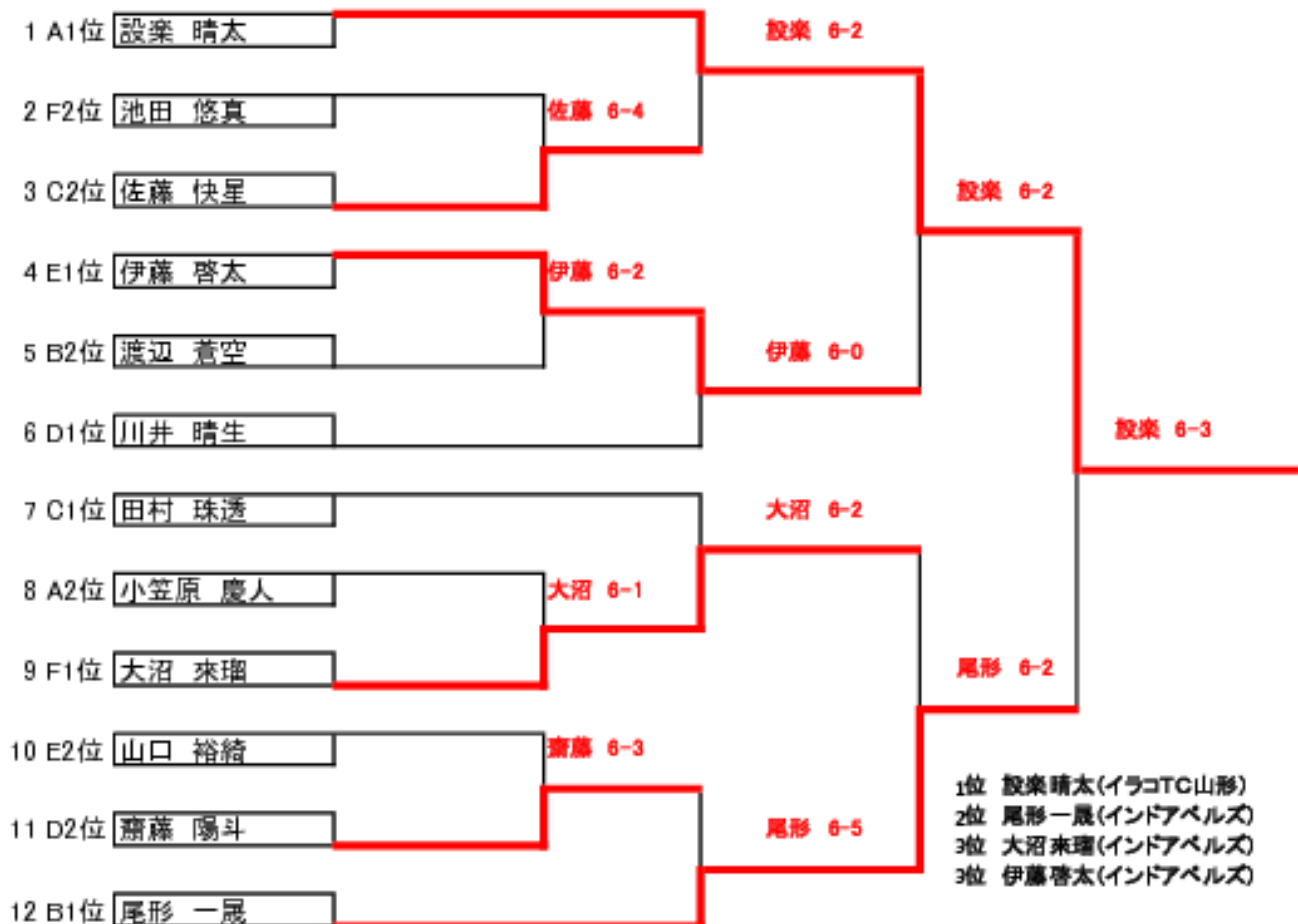 1 A1位 設楽 晴太
設楽 6-2
2 F2位 池田 悠真
佐藤 6-4
3 C2位 佐藤 快星
設楽 6-2
4 E1位 伊藤 啓太
伊藤 6-2
5 B2位 渡辺 蒼空
伊藤 6-0
6 D1位 川井 晴生
設楽 6-3
7 C1位 田村 珠透
大沼 6-2
8 A2位 小笠原 慶人
大沼 6-1
9 F1位 大沼 來瑠
尾形 6-2
10 E2位 山口 裕綺
齋藤 6-3
11 D2位 齋藤 陽斗
尾形 6-5
12 B1位 尾形 一晟
1位 設楽晴太(イラコTC山形)
2位 尾形一晟(インドアベルズ)
3位 大沼來瑠(インドアベルズ)
3位 伊藤啓太(インドアベルズ)